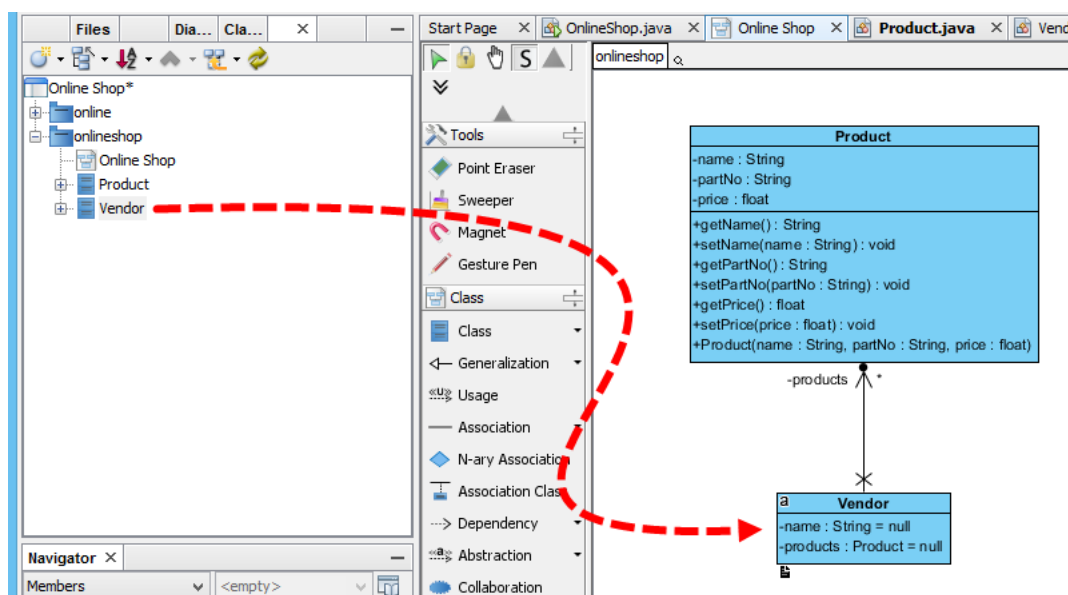 Files
Dia...
Cla...
Start Page
OnlineShop.java
Online Shop
Product.java
Vend
S
onlineshop
Online Shop*
online
onlineshop
Online Shop
Product
Vendor
Tools
Point Eraser
Sweeper
Magnet
Gesture Pen
Class
Class
Generalization
«U» Usage
Association
N-ary Association
Association Clas
Dependency
«a» Abstraction
Collaboration
Product
-name : String
-partNo : String
-price : float
+getName() : String
+setName(name : String) : void
+getPartNo() : String
+setPartNo(partNo : String) : void
+getPrice() : float
+setPrice(price : float) : void
+Product(name : String, partNo : String, price : float)
-products *
a
Vendor
-name : String = null
-products : Product = null
Navigator
Members
<empty>